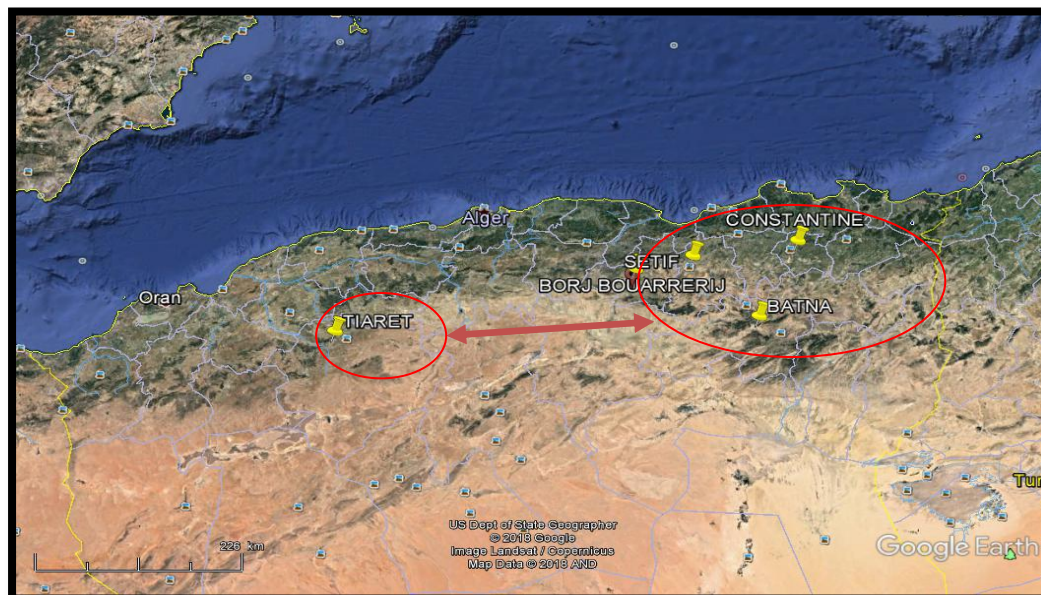 CONSTANTINE
Alger
SETIF
BORJ BOUARRERIJ
Oran
BATNA
TIARET
Tur
US Dept of State Geographer
© 2018 Google
Image Landsat / Copernicus
Map Data © 2018 AND
226 km
Google Earth